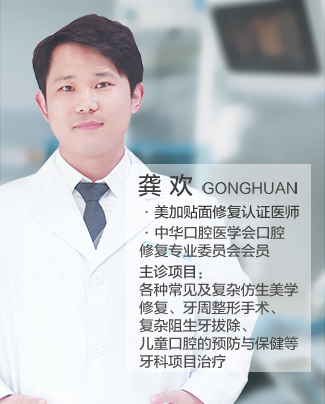 龚 欢 GONGHUAN
· 美加贴面修复认证医师
· 中华口腔医学会口腔
修复专业委员会会员
主诊项目：
各种常见及复杂仿生美学
修复、牙周整形手术、
复杂阻生牙拔除、
儿童口腔的预防与保健等
牙科项目治疗